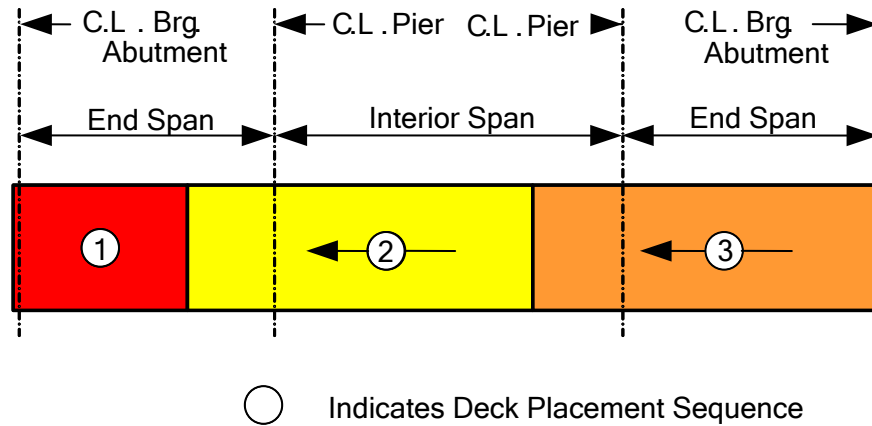 C.L . Brg.
Abutment
C.L . Pier
C.L . Pier
C.L . Brg.
Abutment
End Span
Interior Span
End Span
1
2
3
Indicates Deck Placement Sequence